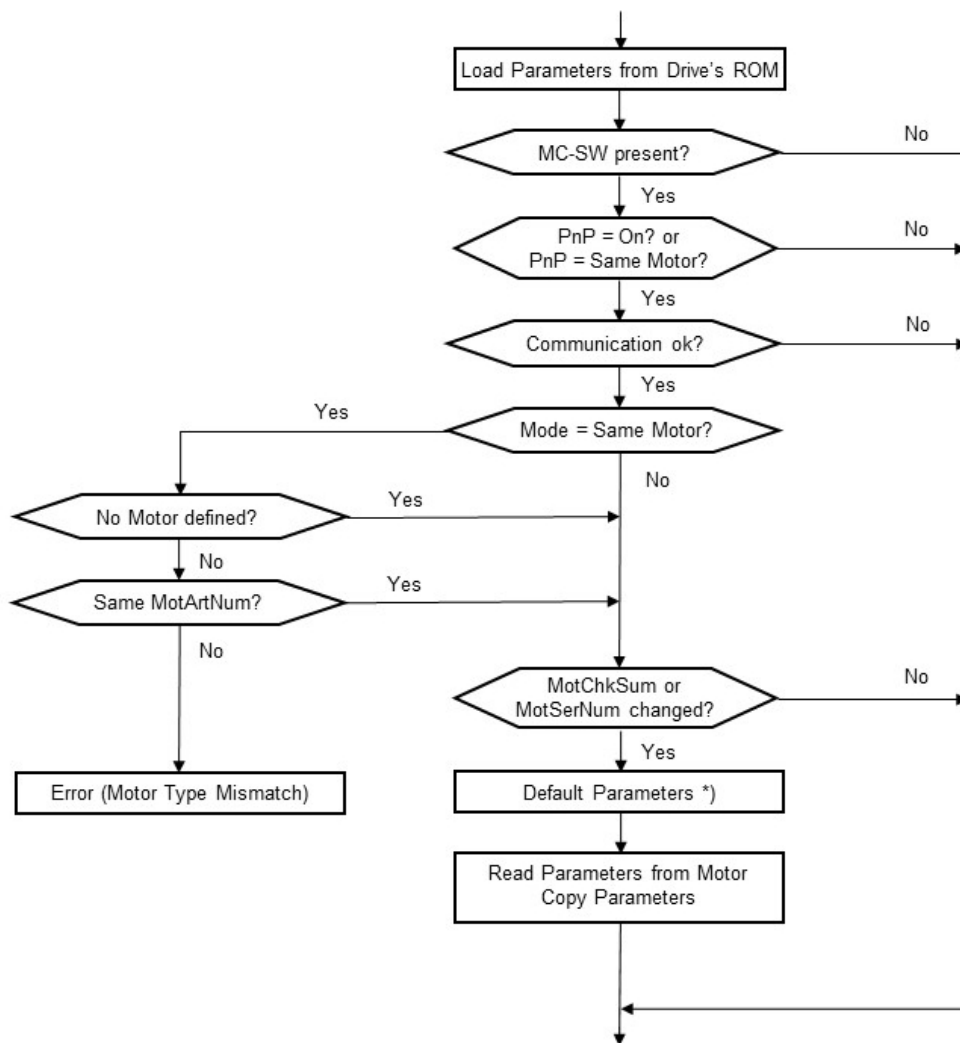 Load Parameters from Drive's ROM
MC-SW present?
No
Yes
PnP = On? or
PnP = Same Motor?
No
Yes
Communication ok?
No
Yes
Mode = Same Motor?
Yes
No
No Motor defined?
Yes
No
Same MotArtNum?
Yes
No
MotChkSum or
MotSerNum changed?
No
Yes
Error (Motor Type Mismatch)
Default Parameters *)
Read Parameters from Motor
Copy Parameters